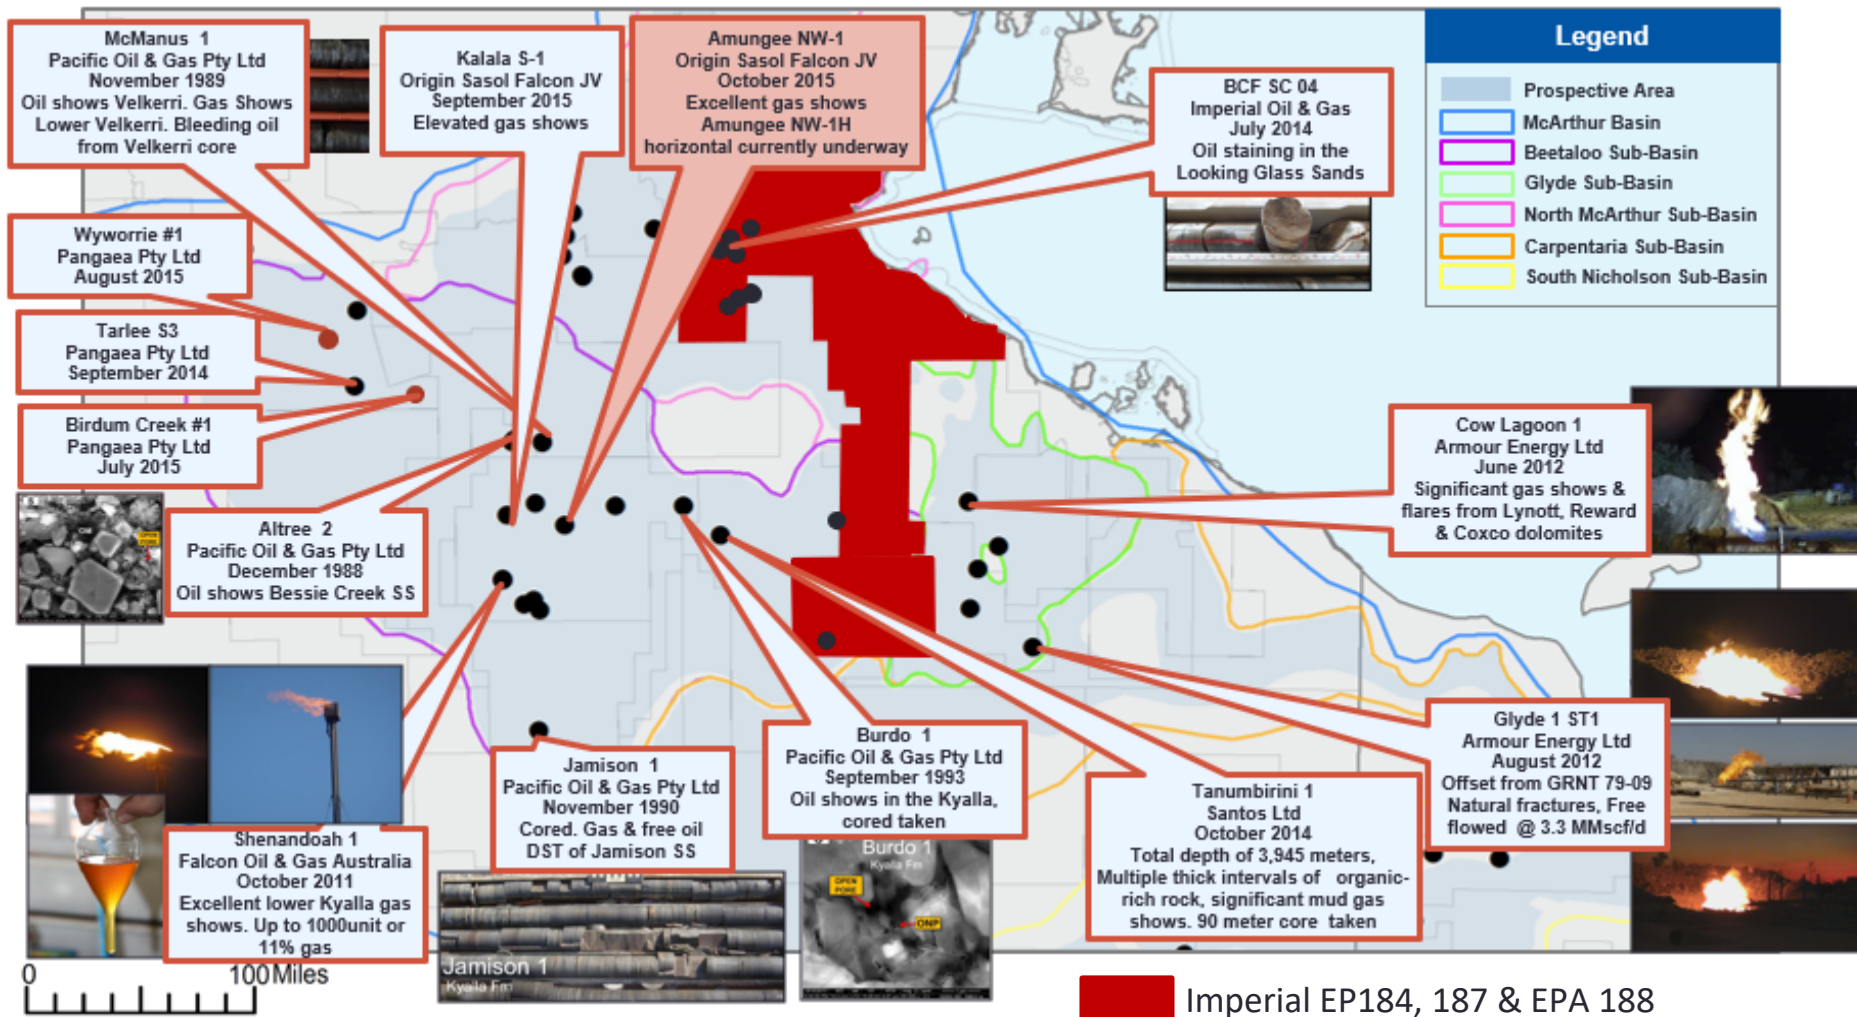 McManus 1
Pacific Oil & Gas Pty Ltd
November 1989
Oil shows Velkerri. Gas Shows
Lower Velkerri. Bleeding oil
from Velkerri core
Kalala S-1
Origin Sasol Falcon JV
September 2015
Elevated gas shows
Amungee NW-1
Origin Sasol Falcon JV
October 2015
Excellent gas shows
Amungee NW-1H
horizontal currently underway
BCF SC 04
Imperial Oil & Gas
July 2014
Oil staining in the
Looking Glass Sands
Legend
Prospective Area
McArthur Basin
Beetaloo Sub-Basin
Glyde Sub-Basin
North McArthur Sub-Basin
Carpentaria Sub-Basin
South Nicholson Sub-Basin
Wyworrie #1
Pangaea Pty Ltd
August 2015
Tarlee S3
Pangaea Pty Ltd
September 2014
Birdum Creek #1
Pangaea Pty Ltd
July 2015
Altree 2
Pacific Oil & Gas Pty Ltd
December 1988
Oil shows Bessie Creek SS
OPEN
PORE
Cow Lagoon 1
Armour Energy Ltd
June 2012
Significant gas shows &
flares from Lynott, Reward
& Coxco dolomites
Glyde 1 ST1
Armour Energy Ltd
August 2012
Offset from GRNT 79-09
Natural fractures, Free
flowed @ 3.3 MMscf/d
Shenandoah 1
Falcon Oil & Gas Australia
October 2011
Excellent lower Kyalla gas
shows. Up to 1000unit or
11% gas
Jamison 1
Pacific Oil & Gas Pty Ltd
November 1990
Cored. Gas & free oil
DST of Jamison SS
Burdo 1
Pacific Oil & Gas Pty Ltd
September 1993
Oil shows in the Kyalla,
cored taken
Tanumbirini 1
Santos Ltd
October 2014
Total depth of 3,945 meters,
Multiple thick intervals of organic-
rich rock, significant mud gas
shows. 90 meter core taken
Jamison 1
Kyalla Fm
Burdo 1
Kyalla Fm
OPEN
PORE
ONP
0 100 Miles
Imperial EP184, 187 & EPA 188